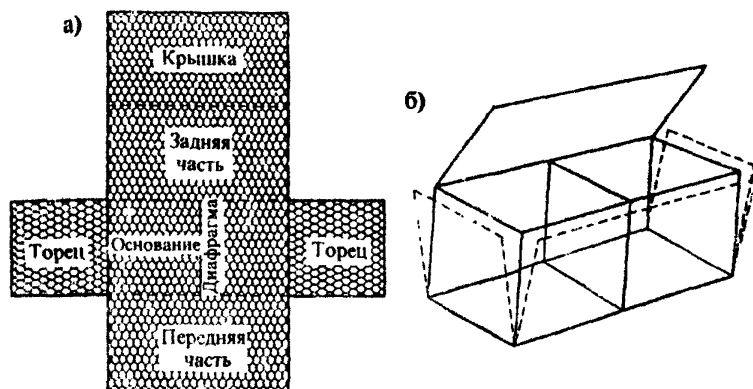 а)
Крышка
Задняя
часть
б)
Торец
Основание
Диафрагма
Торец
Передняя
часть